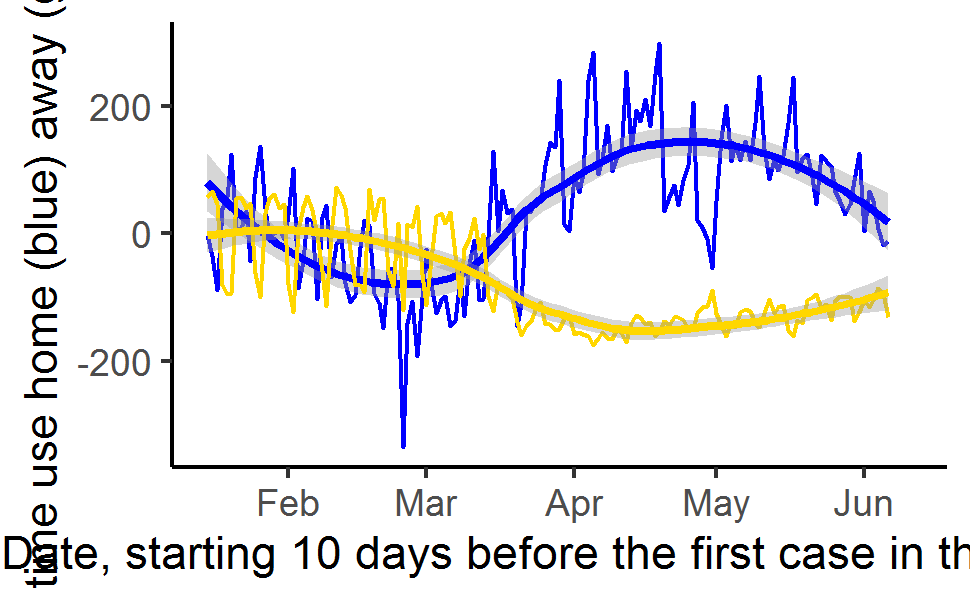 time use home (blue) away (
200
0
-200
Feb Mar Apr May Jun
Date, starting 10 days before the first case in th